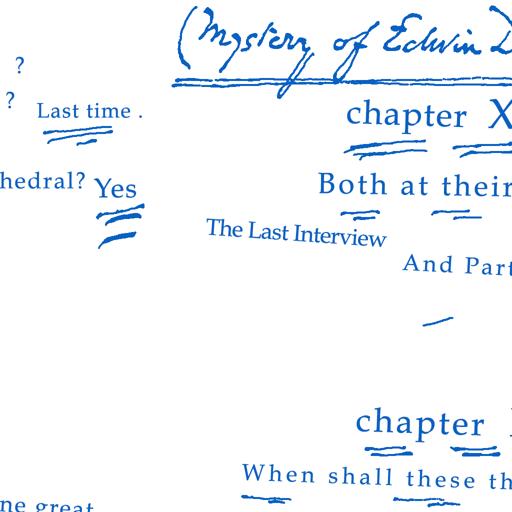 (Mystery of Edwin D
?
?
Last time .
chapter X
hedral? Yes
Both at their
The Last Interview
And Part
chapter
When shall these th
ne great